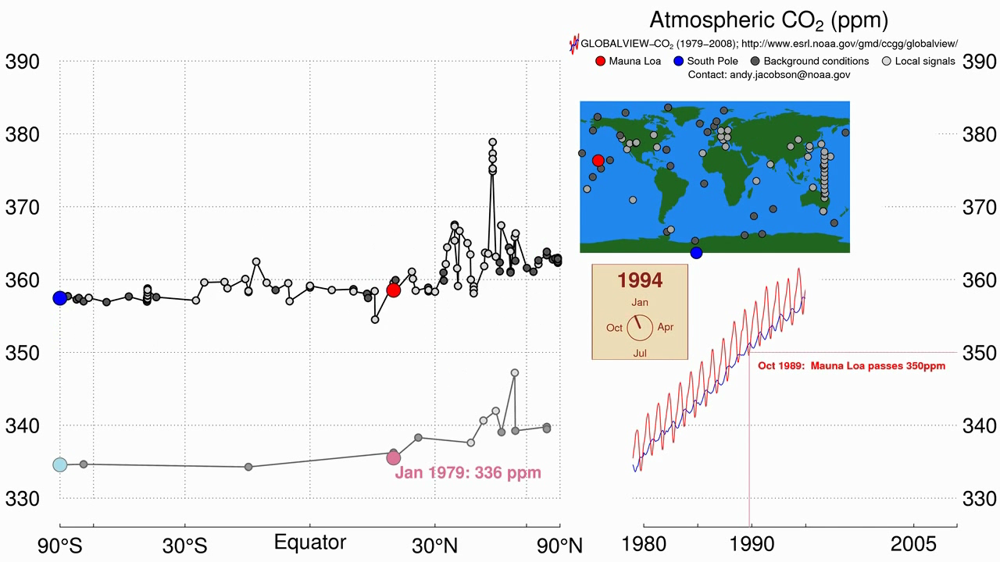 Atmospheric CO₂ (ppm)
GLOBALVIEW–CO₂ (1979–2008); http://www.esrl.noaa.gov/gmd/ccgg/globalview/
Mauna Loa South Pole Background conditions Local signals
Contact: andy.jacobson@noaa.gov
390 390
380 380
370 370
360 360
350 350
340 340
330 330
1994
Jan
Oct Apr
Jul
Oct 1989: Mauna Loa passes 350ppm
Jan 1979: 336 ppm
90°S 30°S Equator 30°N 90°N
1980 1990 2005